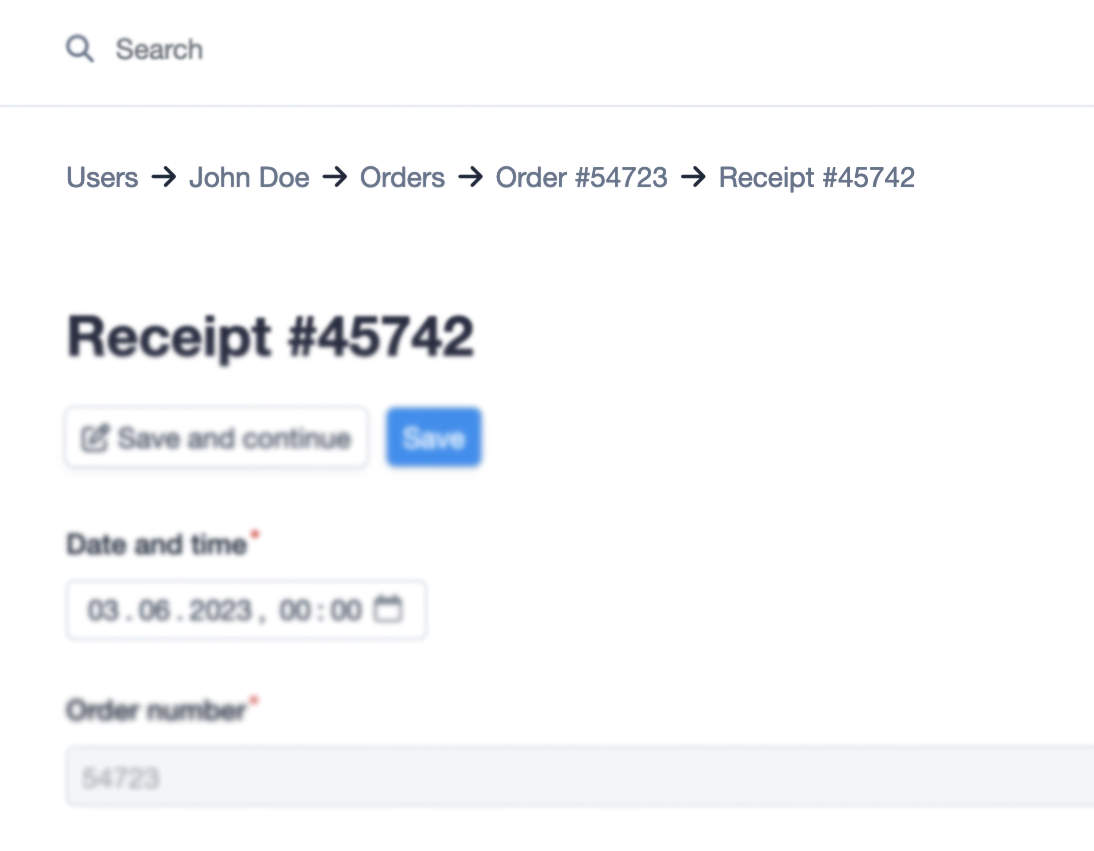 Search
Users → John Doe → Orders → Order #54723 → Receipt #45742
Receipt #45742
Save and continue Save
Date and time*
03.06.2023, 00:00
Order number*
54723